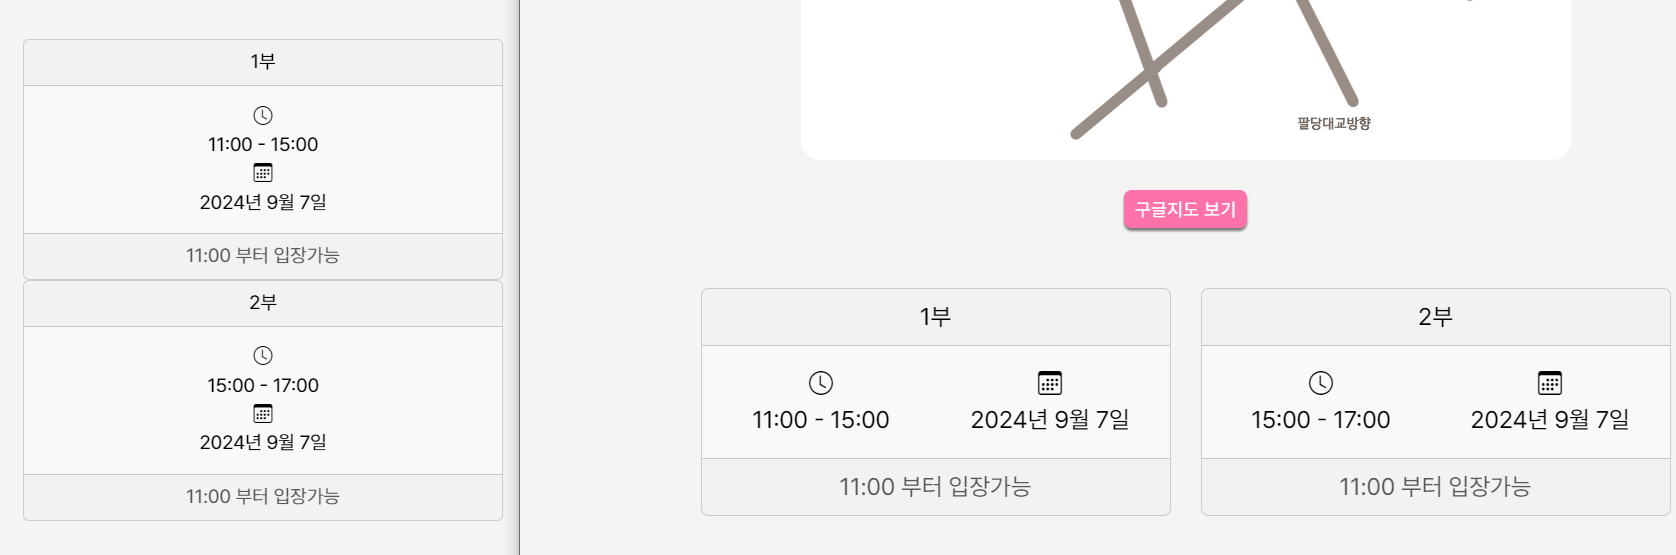 1부
11:00 - 15:00
2024년 9월 7일
11:00 부터 입장가능
2부
15:00 - 17:00
2024년 9월 7일
11:00 부터 입장가능
팔당대교방향
구글지도 보기
1부
11:00 - 15:00
2024년 9월 7일
11:00 부터 입장가능
2부
15:00 - 17:00
2024년 9월 7일
11:00 부터 입장가능